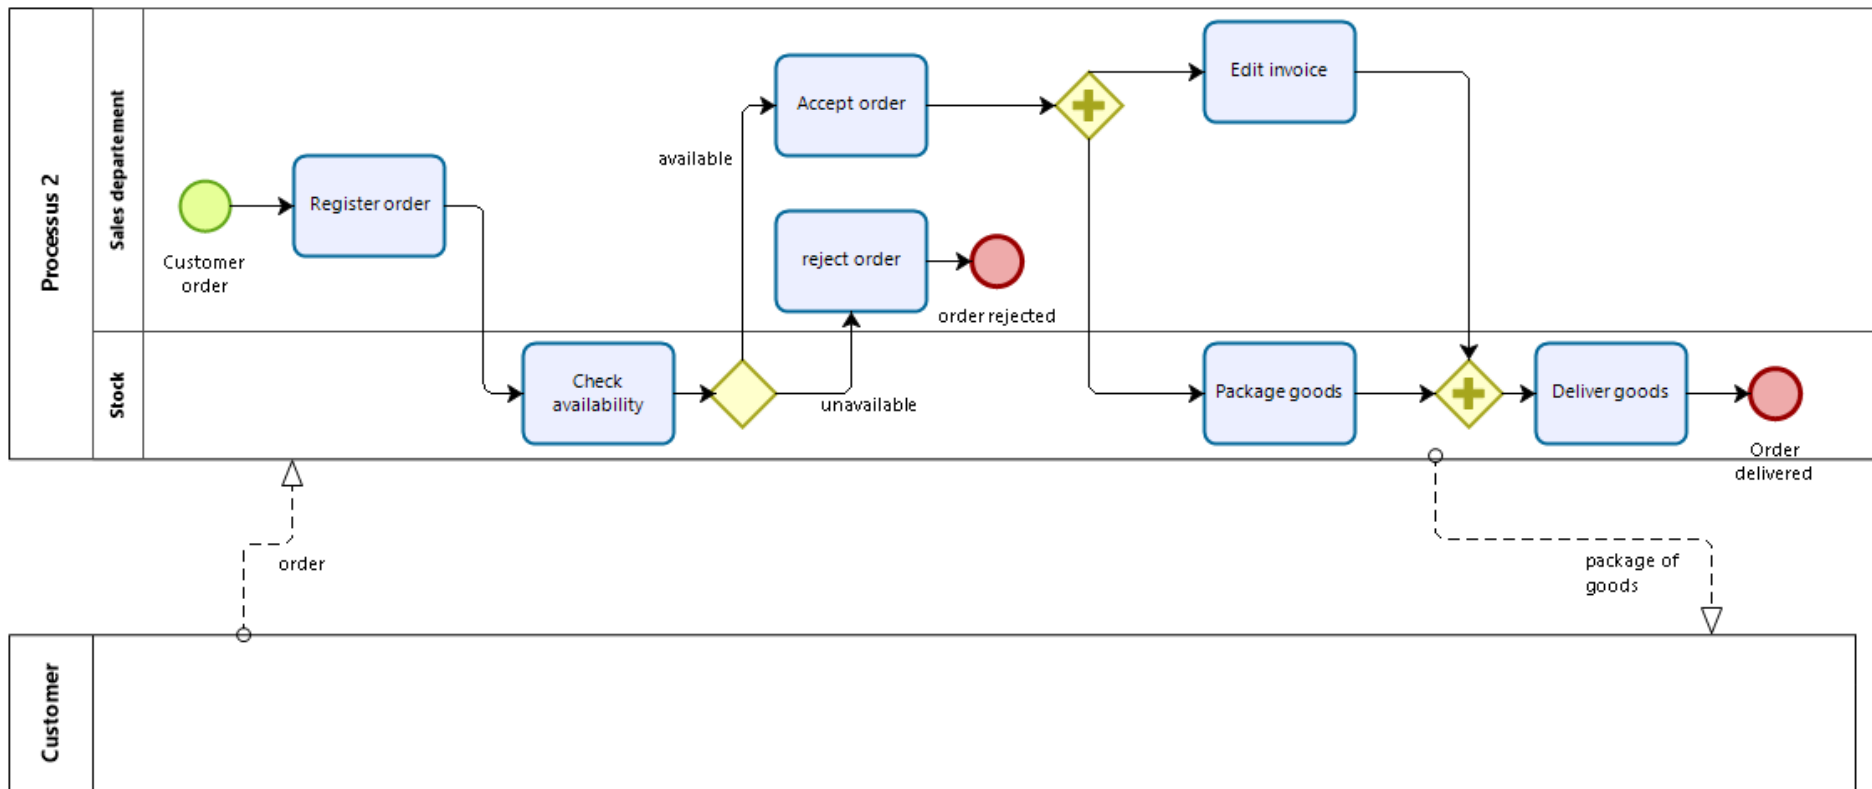 Processus 2
Sales departement
Stock
Customer
order
Register order
Check
availability
available
unavailable
Accept order
reject order
order rejected
Edit invoice
Package goods
Deliver goods
Order
delivered
order
package of
goods
Customer